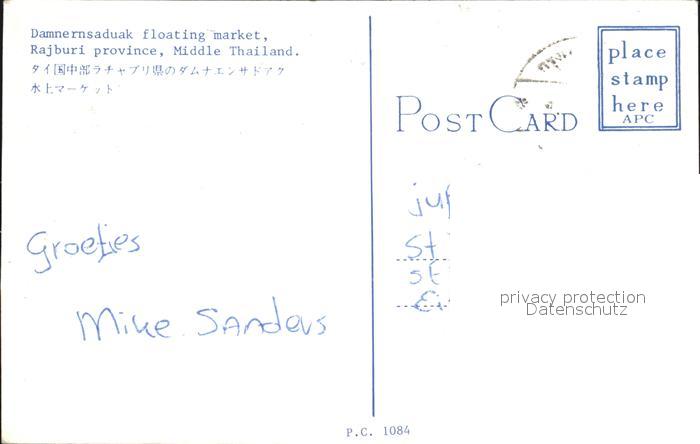 Damnernsaduak floating market,
Rajburi province, Middle Thailand.
タイ国中部ラチャブリ県のダムナエンサドアク
水上マーケット
POST CARD
place
stamp
here
APC
Groetjes
Mike Sanders
St
st
privacy protection
Datenschutz
P.C. 1084